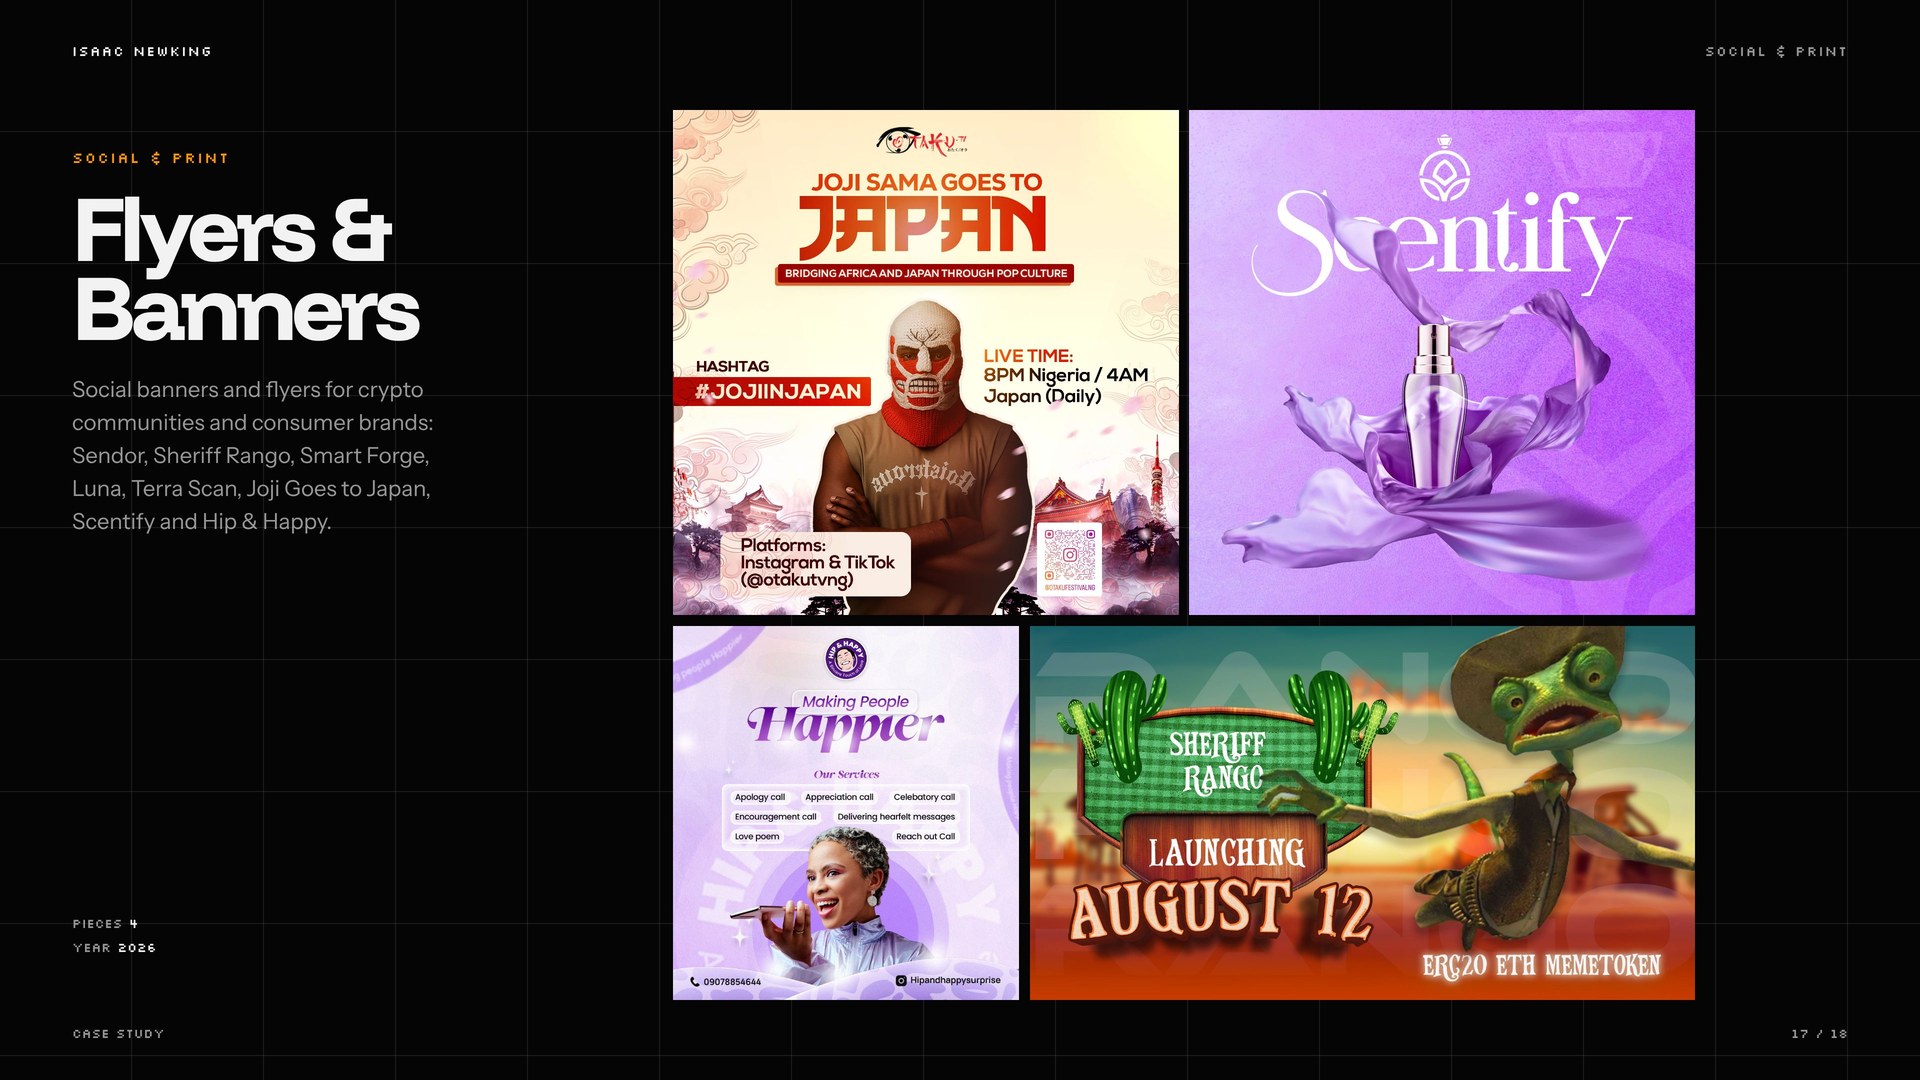 ISAAC NEWKING
SOCIAL & PRINT
SOCIAL & PRINT
Flyers &
Banners
Social banners and flyers for crypto
communities and consumer brands:
Sendor, Sheriff Rango, Smart Forge,
Luna, Terra Scan, Joji Goes to Japan,
Scentify and Hip & Happy.
PIECES 4
YEAR 2026
CASE STUDY
17 / 18
OTAKU
JOJI SAMA GOES TO
JAPAN
BRIDGING AFRICA AND JAPAN THROUGH POP CULTURE
HASHTAG
#JOJIINJAPAN
LIVE TIME:
8PM Nigeria / 4AM
Japan (Daily)
Platforms:
Instagram & TikTok
(@otakutvng)
@OTAKUFESTIVALNG
Scentify
HIP & HAPPY
Making People
Happier
Our Services
Apology call
Appreciation call
Celebatory call
Encouragement call
Delivering hearfelt messages
Love poem
Reach out Call
09078854644
Hipandhappysurprise
SHERIFF
RANGO
LAUNCHING
AUGUST 12
ERC20 ETH MEMETOKEN